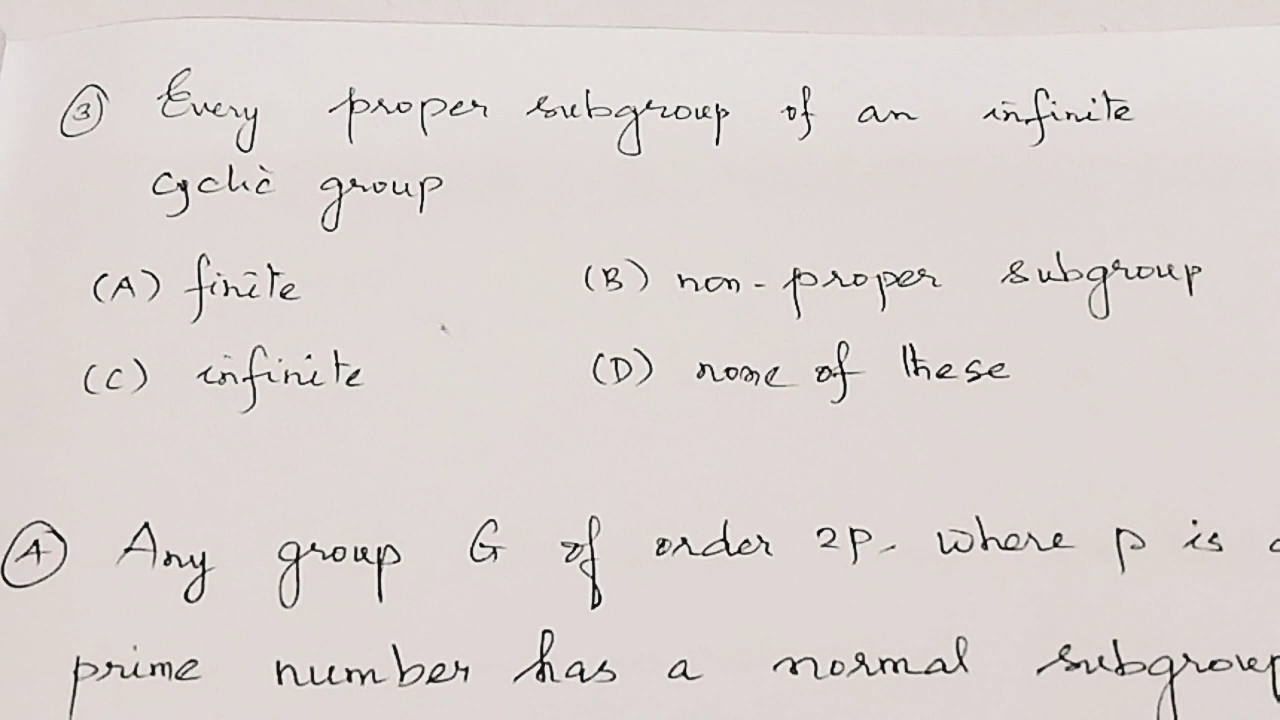 ③ Every proper subgroup of an infinite
cyclic group
(A) finite (B) non-proper subgroup
(C) infinite (D) none of these
④ Any group G of order 2p. where p is
prime number has a normal subgroup